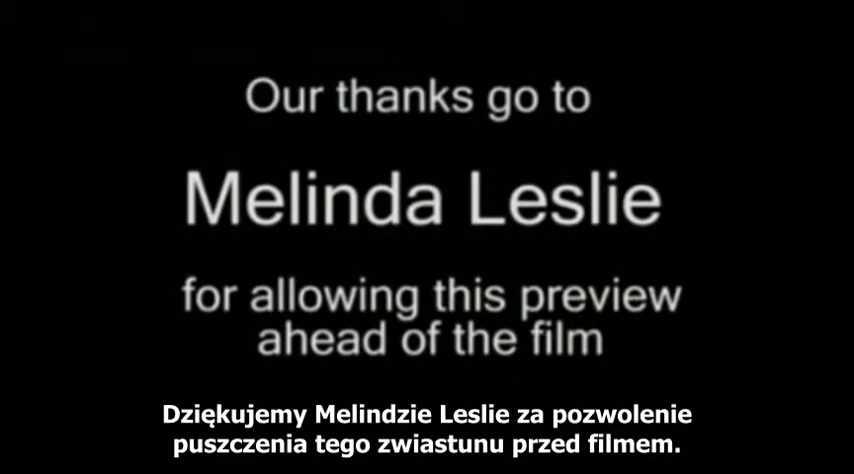 Our thanks go to
Melinda Leslie
for allowing this preview
ahead of the film
Dziękujemy Melindzie Leslie za pozwolenie
puszczenia tego zwiastunu przed filmem.